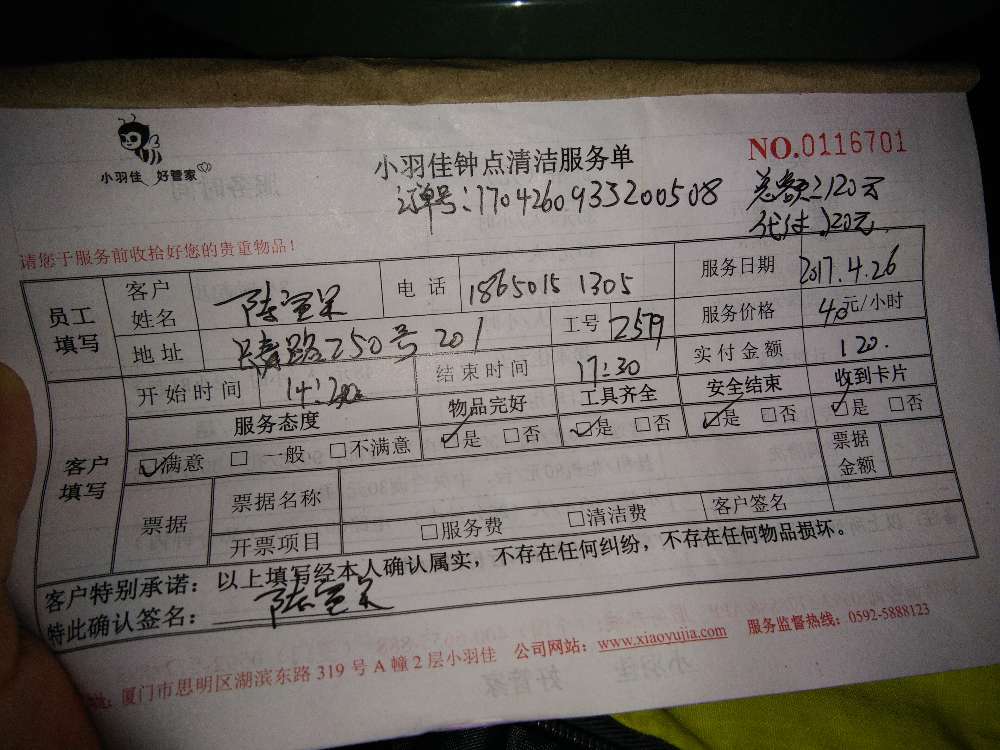 小羽佳 好管家
小羽佳钟点清洁服务单
NO.0116701
订单号:170426093320050８
总额:120元
代付120元
请您于服务前收拾好您的贵重物品!
员工填写 客户姓名 电话 1865015 1305 服务日期 2017.4.26
地址 路250号 201 工号 2579 服务价格 40元/小时
开始时间 14: 结束时间 17:30 实付金额 120.
客户填写 服务态度 物品完好 工具齐全 安全结束 收到卡片
☑满意 □一般 □不满意 ☑是 □否 ☑是 □否 ☑是 □否 ☑是 □否
票据 票据名称 票据金额
开票项目 □服务费 □清洁费 客户签名
客户特别承诺:以上填写经本人确认属实,不存在任何纠纷,不存在任何物品损坏。
特此确认签名:
厦门市思明区湖滨东路319号A幢2层小羽佳 公司网站:www.xiaoyujia.com 服务监督热线:0592-5888123